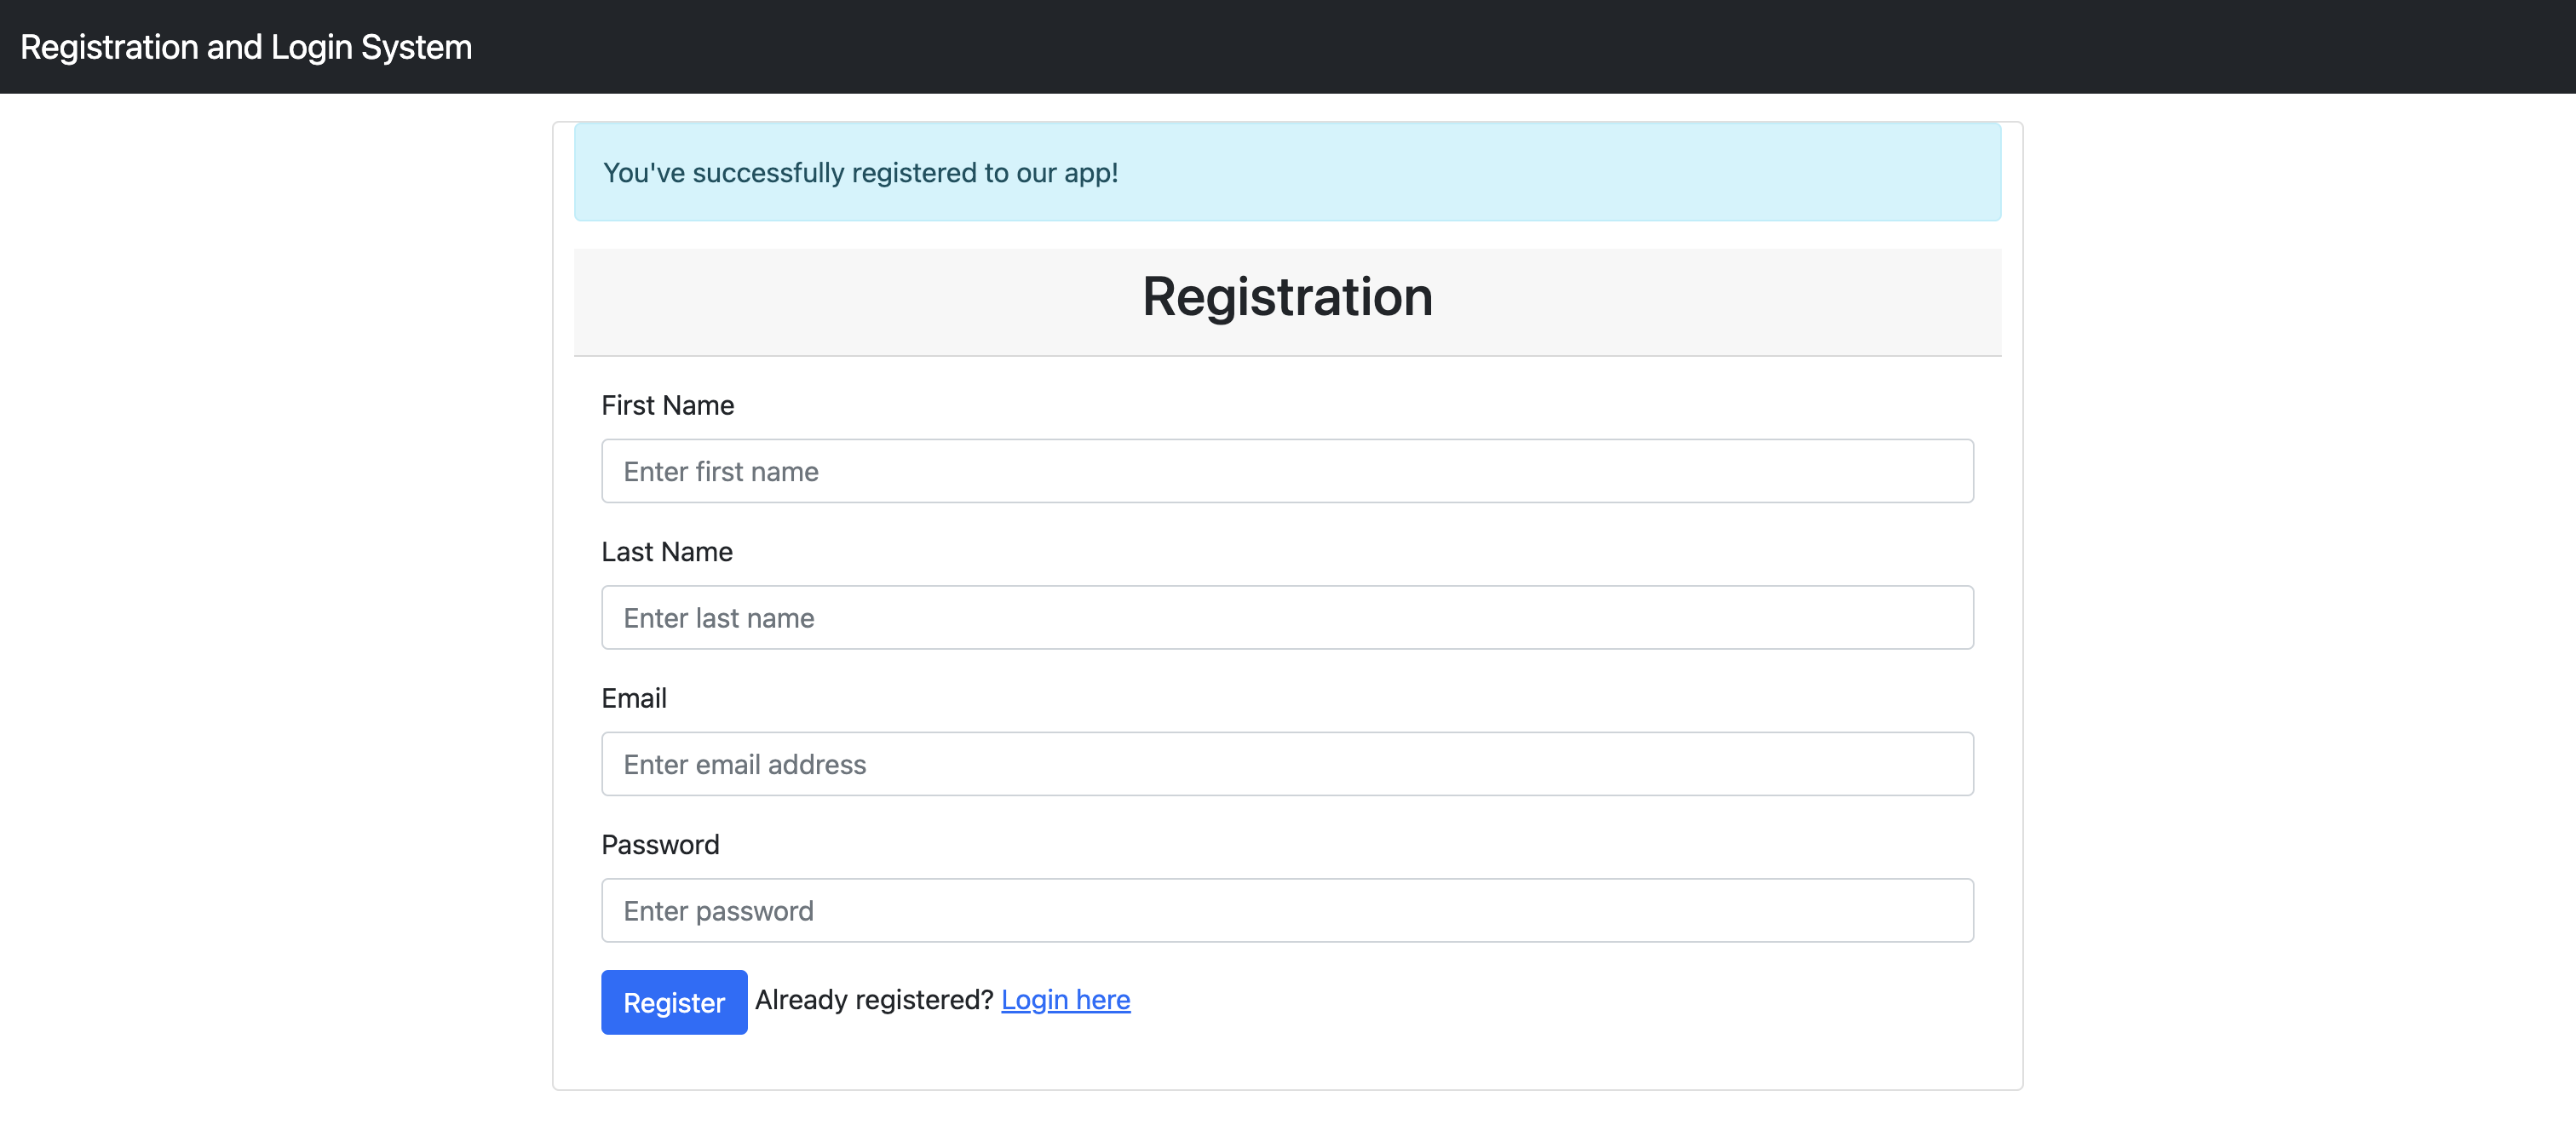 Registration and Login System
You've successfully registered to our app!
Registration
First Name
Enter first name
Last Name
Enter last name
Email
Enter email address
Password
Enter password
Register Already registered? Login here